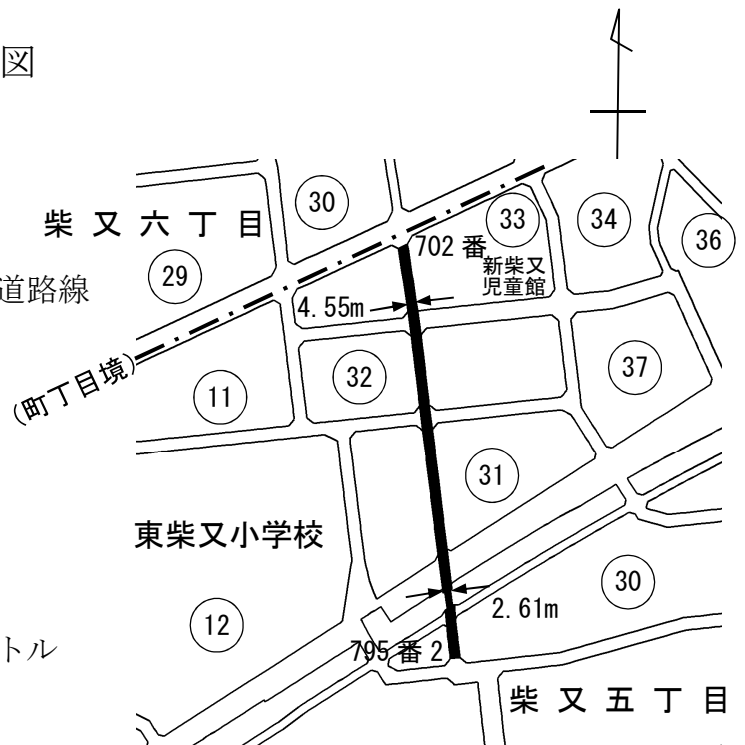 図
30
33
34
柴又六丁目
36
702 番
29
新柴又
児童館
道路線
4.55m
37
32
(町丁目境)
11
31
東柴又小学校
30
2.61m
12
795 番 2
トル
柴又五丁目